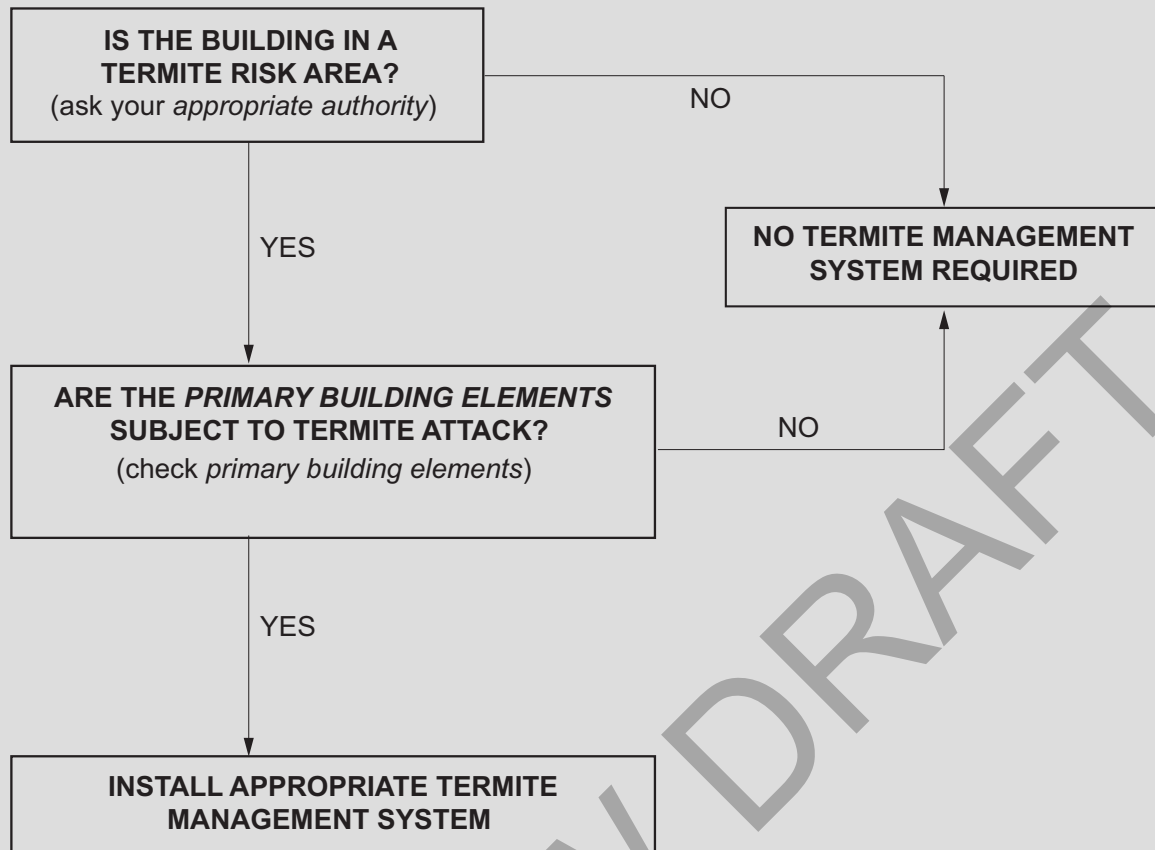 IS THE BUILDING IN A
TERMITE RISK AREA?
(ask your appropriate authority)
NO
YES
NO TERMITE MANAGEMENT
SYSTEM REQUIRED
ARE THE PRIMARY BUILDING ELEMENTS
SUBJECT TO TERMITE ATTACK?
(check primary building elements)
NO
YES
INSTALL APPROPRIATE TERMITE
MANAGEMENT SYSTEM
DRAFT